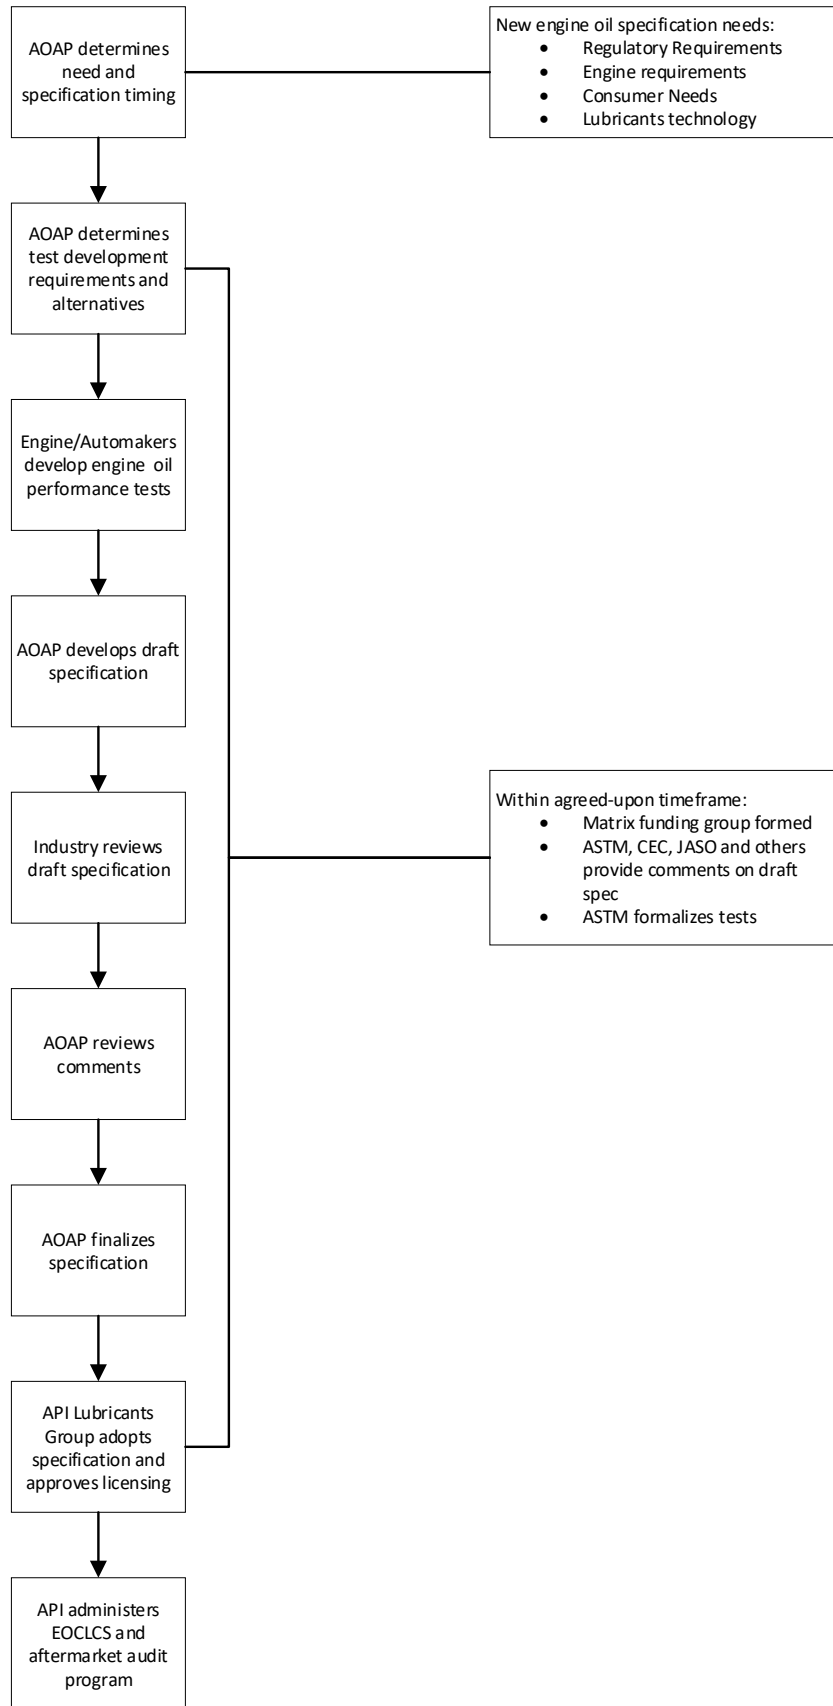 AOAP determines
need and
specification timing
New engine oil specification needs:
• Regulatory Requirements
• Engine requirements
• Consumer Needs
• Lubricants technology
AOAP determines
test development
requirements and
alternatives
Engine/Automakers
develop engine oil
performance tests
AOAP develops draft
specification
Industry reviews
draft specification
Within agreed-upon timeframe:
• Matrix funding group formed
• ASTM, CEC, JASO and others
provide comments on draft
spec
• ASTM formalizes tests
AOAP reviews
comments
AOAP finalizes
specification
API Lubricants
Group adopts
specification and
approves licensing
API administers
EOCLCS and
aftermarket audit
program